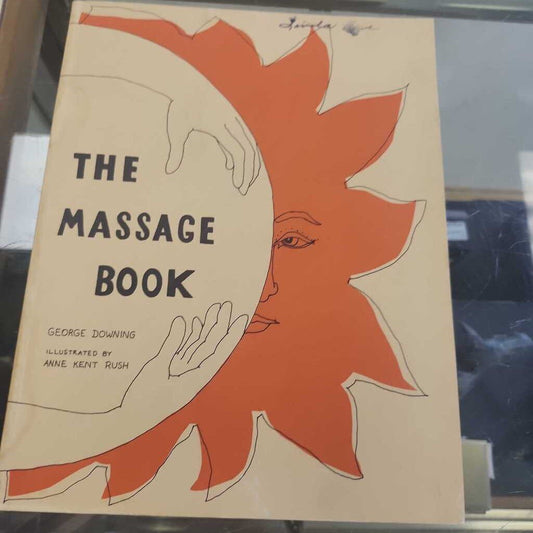 THE
MASSAGE
BOOK
GEORGE DOWNING
ILLUSTRATED BY
ANNE KENT RUSH